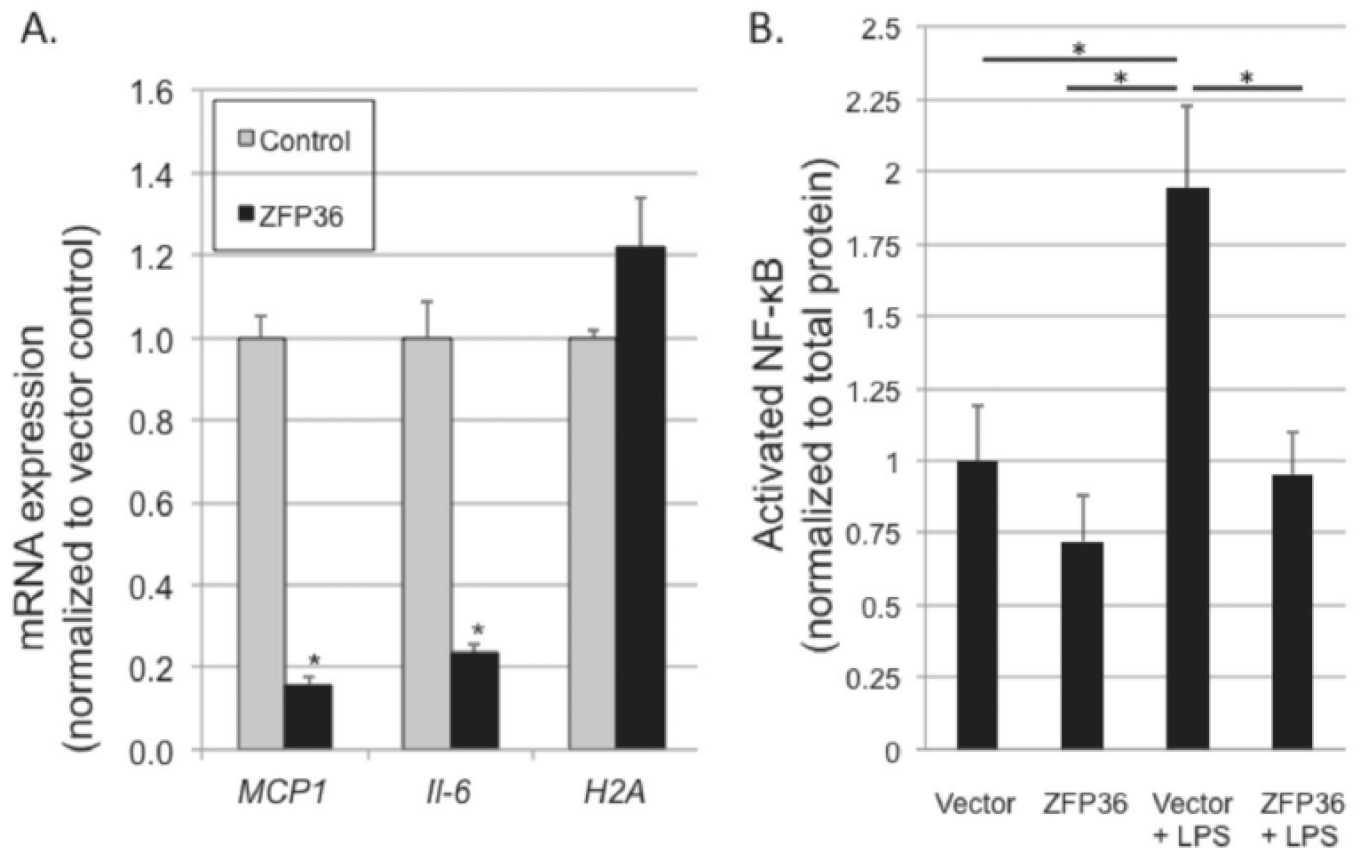 A.
mRNA expression
(normalized to vector control)
1.6
1.4
1.2
1.0
0.8
0.6
0.4
0.2
0.0
Control
ZFP36
*
*
MCP1
Il-6
H2A
B.
Activated NF-κB
(normalized to total protein)
2.5
2.25
2
1.75
1.5
1.25
1
0.75
0.5
0.25
0
*
*
*
Vector
ZFP36
Vector
+ LPS
ZFP36
+ LPS